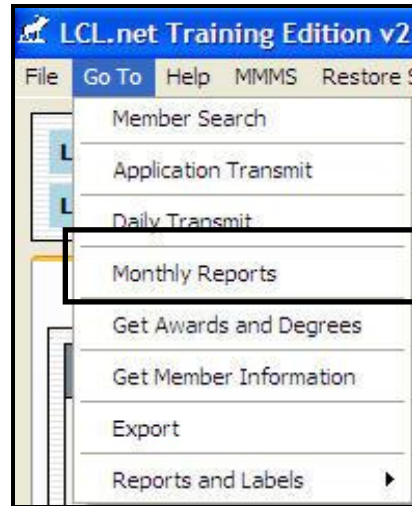 LCL.net Training Edition v2
File Go To Help MMMS Restore S
Member Search
L
Application Transmit
L
Daily Transmit
Monthly Reports
Get Awards and Degrees
Get Member Information
Export
Reports and Labels